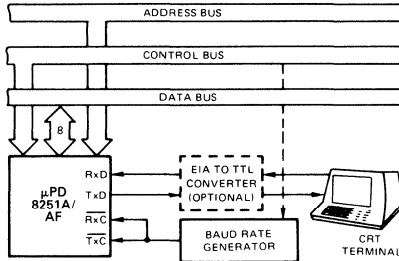 ADDRESS BUS
CONTROL BUS
DATA BUS
8
μPD
8251A/
AF
RxD
TxD
RxC
TxC
EIA TO TTL
CONVERTER
(OPTIONAL)
BAUD RATE
GENERATOR
CRT
TERMINAL